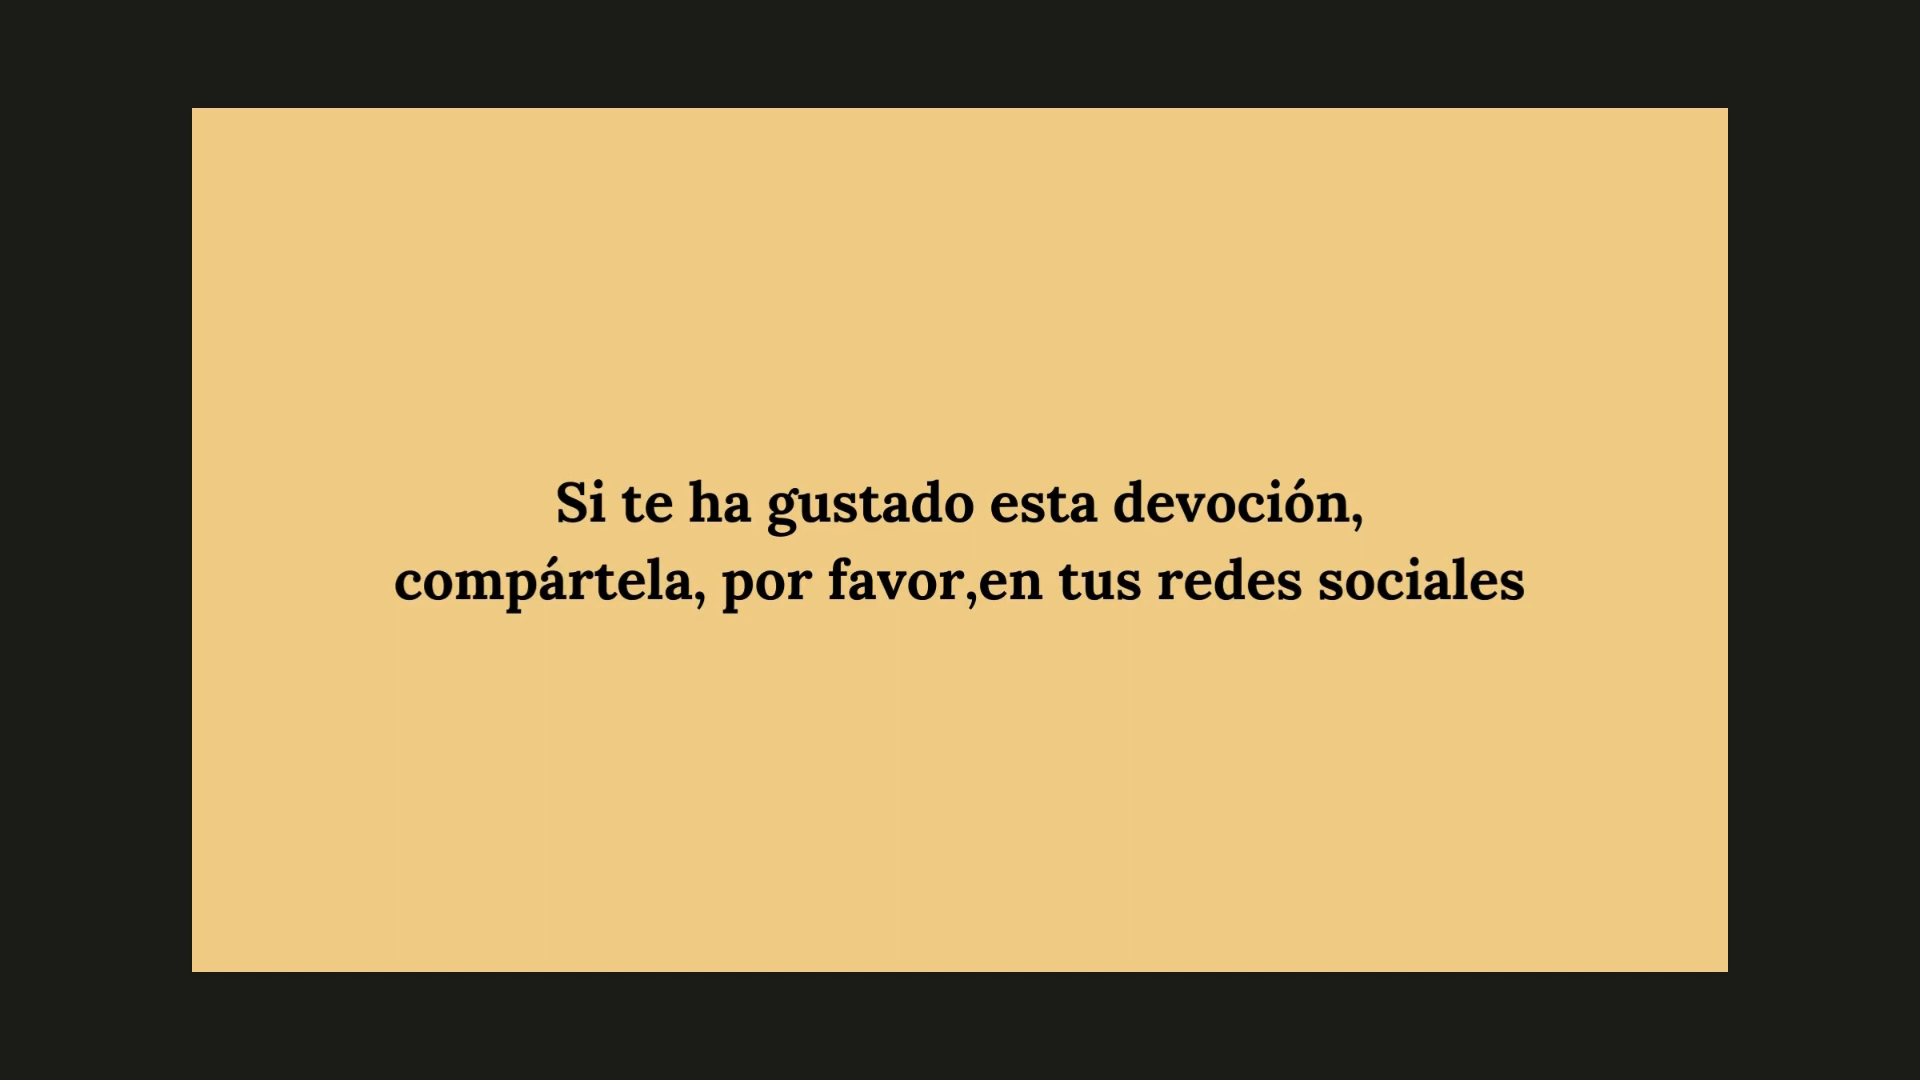 Si te ha gustado esta devoción,
compártela, por favor,en tus redes sociales